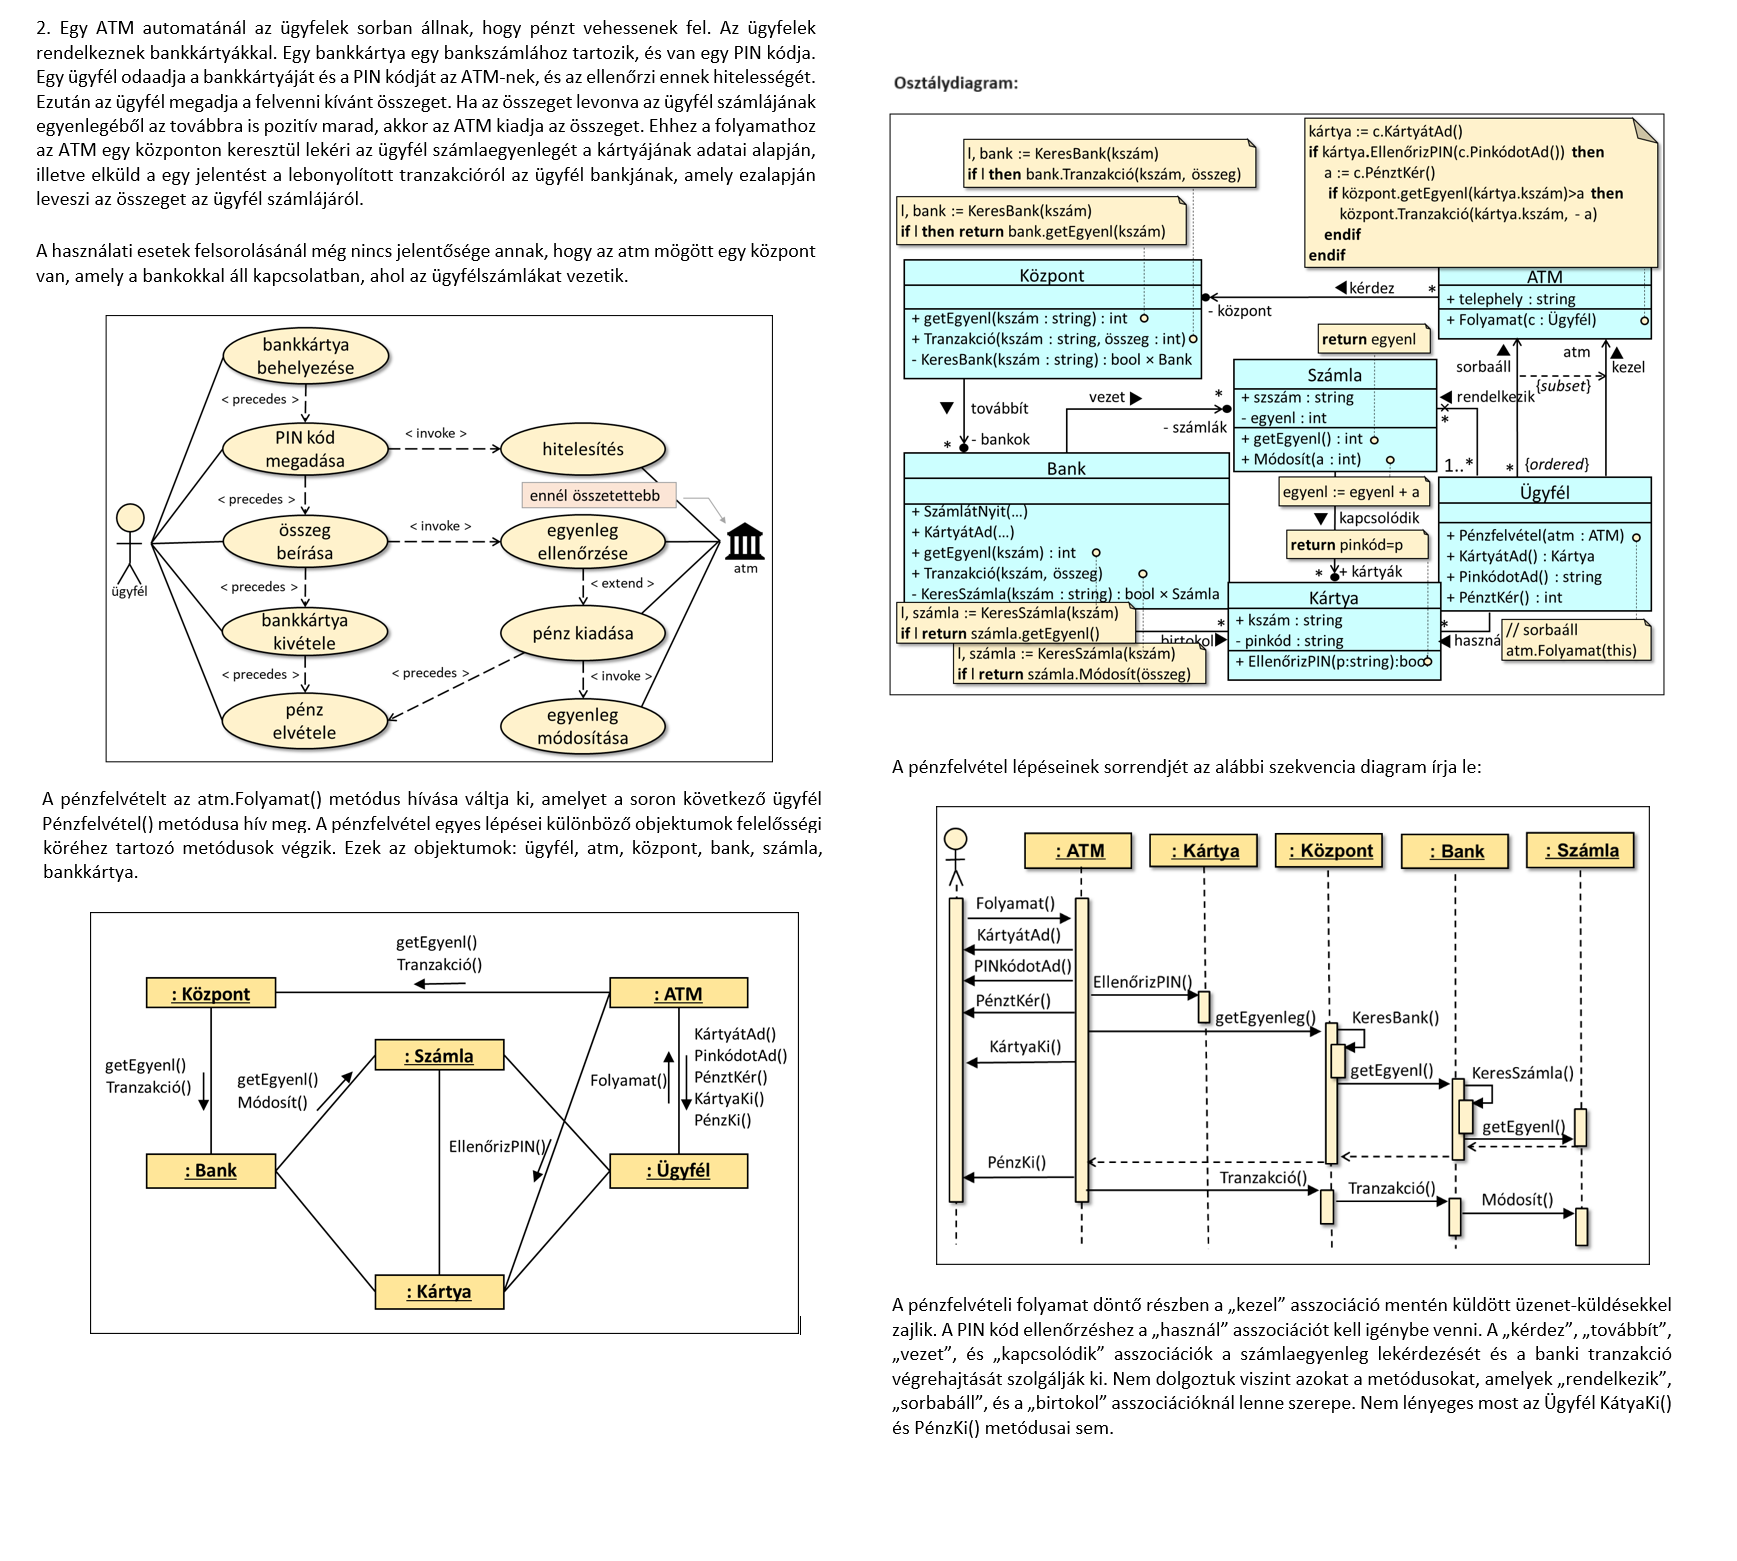 2. Egy ATM automatánál az ügyfelek sorban állnak, hogy pénzt vehessenek fel. Az ügyfelek
rendelkeznek bankkártyákkal. Egy bankkártya egy bankszámlához tartozik, és van egy PIN kódja.
Egy ügyfél odaadja a bankkártyáját és a PIN kódját az ATM-nek, és az ellenőrzi ennek hitelességét.
Ezután az ügyfél megadja a felvenni kívánt összeget. Ha az összeget levonva az ügyfél számlájának
egyenlegéből az továbbra is pozitív marad, akkor az ATM kiadja az összeget. Ehhez a folyamathoz
az ATM egy központon keresztül lekéri az ügyfél számlaegyenlegét a kártyájának adatai alapján,
illetve elküld a egy jelentést a lebonyolított tranzakcióról az ügyfél bankjának, amely ezalapján
leveszi az összeget az ügyfél számlájáról.
A használati esetek felsorolásánál még nincs jelentősége annak, hogy az atm mögött egy központ
van, amely a bankokkal áll kapcsolatban, ahol az ügyfélszámlákat vezetik.
bankkártya
behelyezése
< precedes >
PIN kód
megadása
< invoke >
hitelesítés
< precedes >
ennél összetettebb
összeg
beírása
< invoke >
egyenleg
ellenőrzése
ügyfél
atm
< precedes >
< extend >
bankkártya
kivétele
pénz kiadása
< precedes >
< precedes >
< invoke >
pénz
elvétele
egyenleg
módosítása
A pénzfelvételt az atm.Folyamat() metódus hívása váltja ki, amelyet a soron következő ügyfél
Pénzfelvétel() metódusa hív meg. A pénzfelvétel egyes lépései különböző objektumok felelősségi
köréhez tartozó metódusok végzik. Ezek az objektumok: ügyfél, atm, központ, bank, számla,
bankkártya.
getEgyenl()
Tranzakció()
: Központ
: ATM
: Számla
KártyátAd()
PinkódotAd()
PénztKér()
KártyaKi()
PénzKi()
getEgyenl()
Tranzakció()
getEgyenl()
Módosít()
Folyamat()
EllenőrizPIN()
: Bank
: Ügyfél
: Kártya
Osztálydiagram:
l, bank := KeresBank(kszám)
if l then bank.Tranzakció(kszám, összeg)
l, bank := KeresBank(kszám)
if l then return bank.getEgyenl(kszám)
kártya := c.KártyátAd()
if kártya.EllenőrizPIN(c.PinkódotAd()) then
a := c.PénztKér()
if központ.getEgyenl(kártya.kszám)>a then
központ.Tranzakció(kártya.kszám, - a)
endif
endif
Központ
+ getEgyenl(kszám : string) : int
+ Tranzakció(kszám : string, összeg : int)
- KeresBank(kszám : string) : bool × Bank
kérdez
*
- központ
ATM
+ telephely : string
+ Folyamat(c : Ügyfél)
return egyenl
sorbaáll
atm
kezel
{subset}
Számla
+ szszám : string
- egyenl : int
+ getEgyenl() : int
+ Módosít(a : int)
rendelkezik
*
1..*
*
{ordered}
továbbít
vezet
*
- számlák
*
- bankok
Bank
+ SzámlátNyit(...)
+ KártyátAd(...)
+ getEgyenl(kszám) : int
+ Tranzakció(kszám, összeg)
- KeresSzámla(kszám : string) : bool × Számla
egyenl := egyenl + a
kapcsolódik
return pinkód=p
*
+ kártyák
Ügyfél
+ Pénzfelvétel(atm : ATM)
+ KártyátAd() : Kártya
+ PinkódotAd() : string
+ PénztKér() : int
l, számla := KeresSzámla(kszám)
if l return számla.getEgyenl()
l, számla := KeresSzámla(kszám)
if l return számla.Módosít(összeg)
*
birtokol
Kártya
+ kszám : string
- pinkód : string
+ EllenőrizPIN(p:string):bool
*
haszná
// sorbaáll
atm.Folyamat(this)
A pénzfelvétel lépéseinek sorrendjét az alábbi szekvencia diagram írja le:
: ATM
: Kártya
: Központ
: Bank
: Számla
Folyamat()
KártyátAd()
PINkódotAd()
EllenőrizPIN()
PénztKér()
getEgyenleg()
KeresBank()
KártyaKi()
getEgyenl()
KeresSzámla()
getEgyenl()
PénzKi()
Tranzakció()
Tranzakció()
Módosít()
A pénzfelvételi folyamat döntő részben a „kezel” asszociáció mentén küldött üzenet-küldésekkel
zajlik. A PIN kód ellenőrzéshez a „használ” asszociációt kell igénybe venni. A „kérdez”, „továbbít”,
„vezet”, és „kapcsolódik” asszociációk a számlaegyenleg lekérdezését és a banki tranzakció
végrehajtását szolgálják ki. Nem dolgoztuk viszint azokat a metódusokat, amelyek „rendelkezik”,
„sorbabáll”, és a „birtokol” asszociációknál lenne szerepe. Nem lényeges most az Ügyfél KátyaKi()
és PénzKi() metódusai sem.